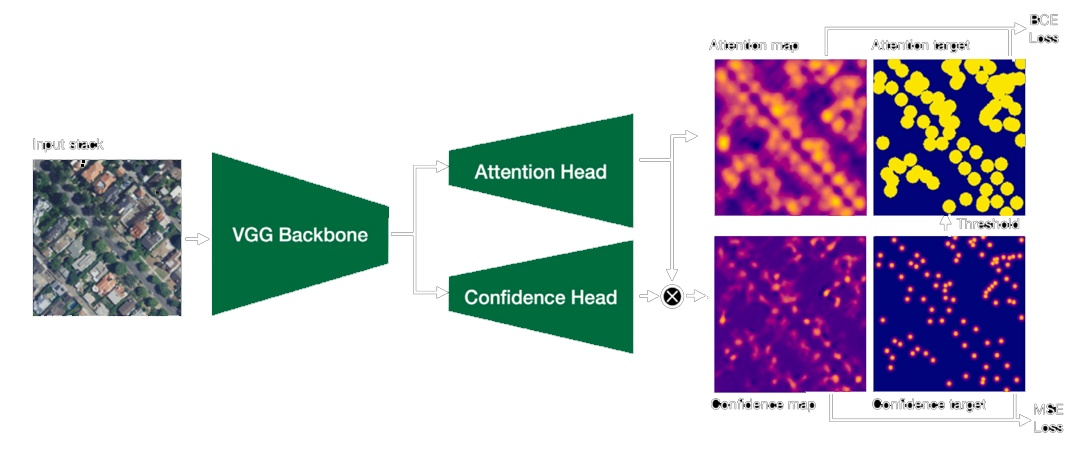 BCE
Loss
Attention map
Attention target
Input stack
Attention Head
VGG Backbone
Threshold
Confidence Head
Confidence map
Confidence target
MSE
Loss